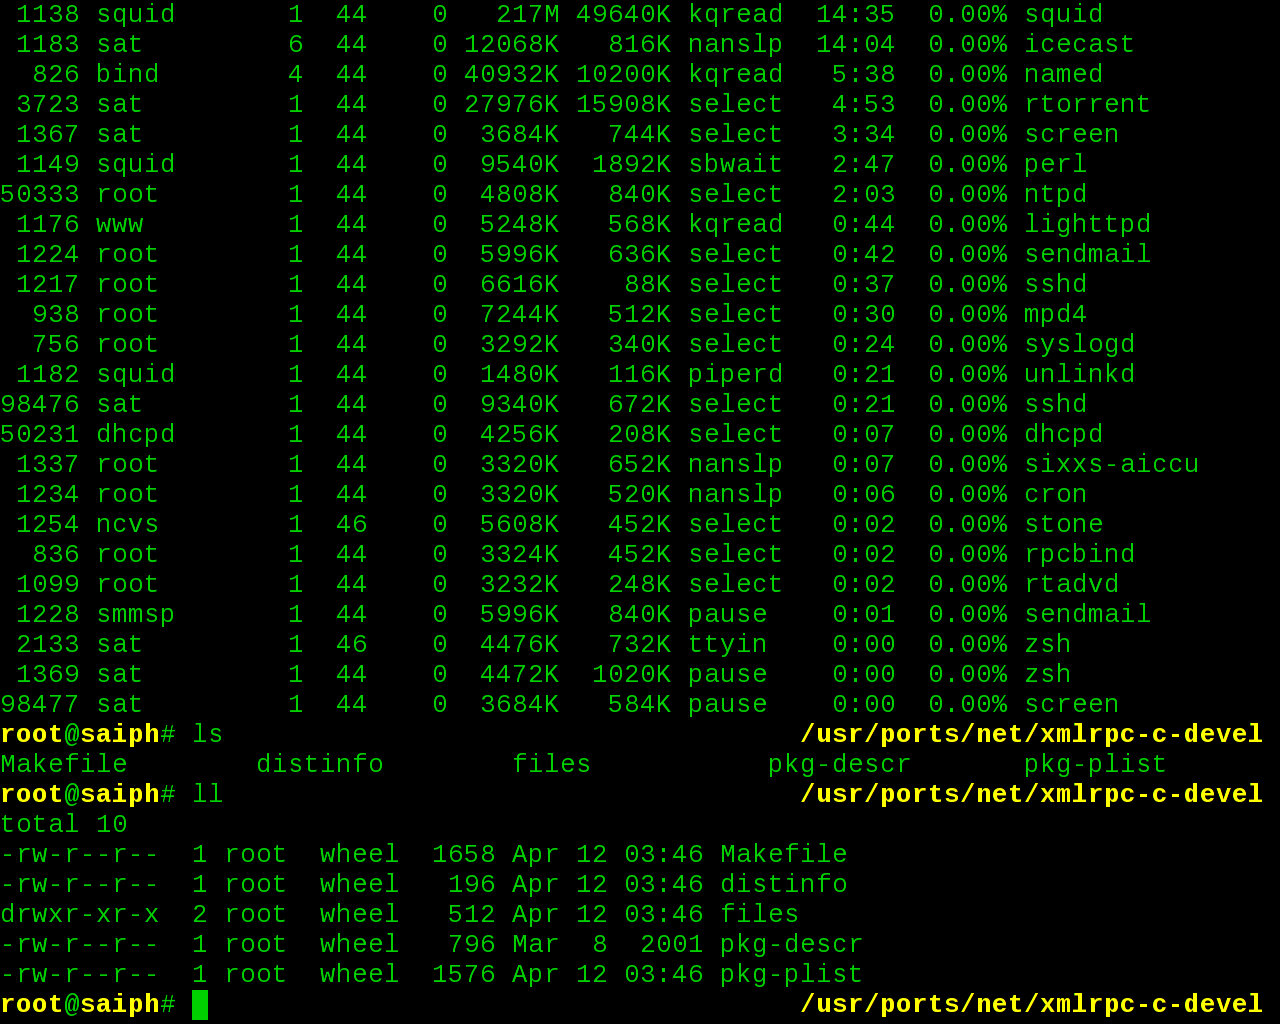 1138 squid       1  44    0   217M 49640K kqread  14:35  0.00% squid
 1183 sat         6  44    0 12068K   816K nanslp  14:04  0.00% icecast
  826 bind        4  44    0 40932K 10200K kqread   5:38  0.00% named
 3723 sat         1  44    0 27976K 15908K select   4:53  0.00% rtorrent
 1367 sat         1  44    0  3684K   744K select   3:34  0.00% screen
 1149 squid       1  44    0  9540K  1892K sbwait   2:47  0.00% perl
50333 root        1  44    0  4808K   840K select   2:03  0.00% ntpd
 1176 www         1  44    0  5248K   568K kqread   0:44  0.00% lighttpd
 1224 root        1  44    0  5996K   636K select   0:42  0.00% sendmail
 1217 root        1  44    0  6616K    88K select   0:37  0.00% sshd
  938 root        1  44    0  7244K   512K select   0:30  0.00% mpd4
  756 root        1  44    0  3292K   340K select   0:24  0.00% syslogd
 1182 squid       1  44    0  1480K   116K piperd   0:21  0.00% unlinkd
98476 sat         1  44    0  9340K   672K select   0:21  0.00% sshd
50231 dhcpd       1  44    0  4256K   208K select   0:07  0.00% dhcpd
 1337 root        1  44    0  3320K   652K nanslp   0:07  0.00% sixxs-aiccu
 1234 root        1  44    0  3320K   520K nanslp   0:06  0.00% cron
 1254 ncvs        1  46    0  5608K   452K select   0:02  0.00% stone
  836 root        1  44    0  3324K   452K select   0:02  0.00% rpcbind
 1099 root        1  44    0  3232K   248K select   0:02  0.00% rtadvd
 1228 smmsp       1  44    0  5996K   840K pause    0:01  0.00% sendmail
 2133 sat         1  46    0  4476K   732K ttyin    0:00  0.00% zsh
 1369 sat         1  44    0  4472K  1020K pause    0:00  0.00% zsh
98477 sat         1  44    0  3684K   584K pause    0:00  0.00% screen
root@saiph# ls                                    /usr/ports/net/xmlrpc-c-devel
Makefile        distinfo        files           pkg-descr       pkg-plist
root@saiph# ll                                    /usr/ports/net/xmlrpc-c-devel
total 10
-rw-r--r--  1 root  wheel  1658 Apr 12 03:46 Makefile
-rw-r--r--  1 root  wheel   196 Apr 12 03:46 distinfo
drwxr-xr-x  2 root  wheel   512 Apr 12 03:46 files
-rw-r--r--  1 root  wheel   796 Mar  8  2001 pkg-descr
-rw-r--r--  1 root  wheel  1576 Apr 12 03:46 pkg-plist
root@saiph#                                       /usr/ports/net/xmlrpc-c-devel